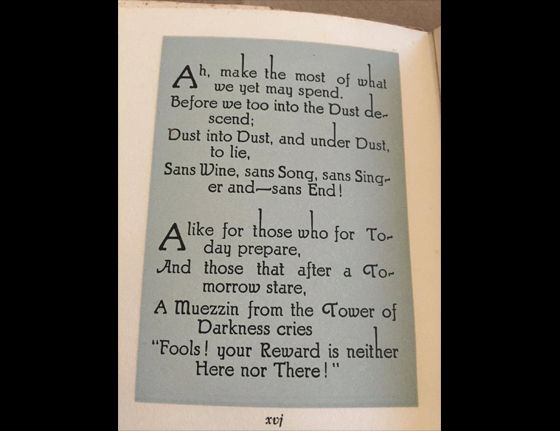 Ah, make the most of what
we yet may spend.
Before we too into the Dust de-
scend;
Dust into Dust, and under Dust,
to lie,
Sans Wine, sans Song, sans Sing-
er and—sans End!
Alike for those who for To-
day prepare,
And those that after a To-
morrow stare,
A Muezzin from the Tower of
Darkness cries
"Fools! your Reward is neither
Here nor There!"
xvj